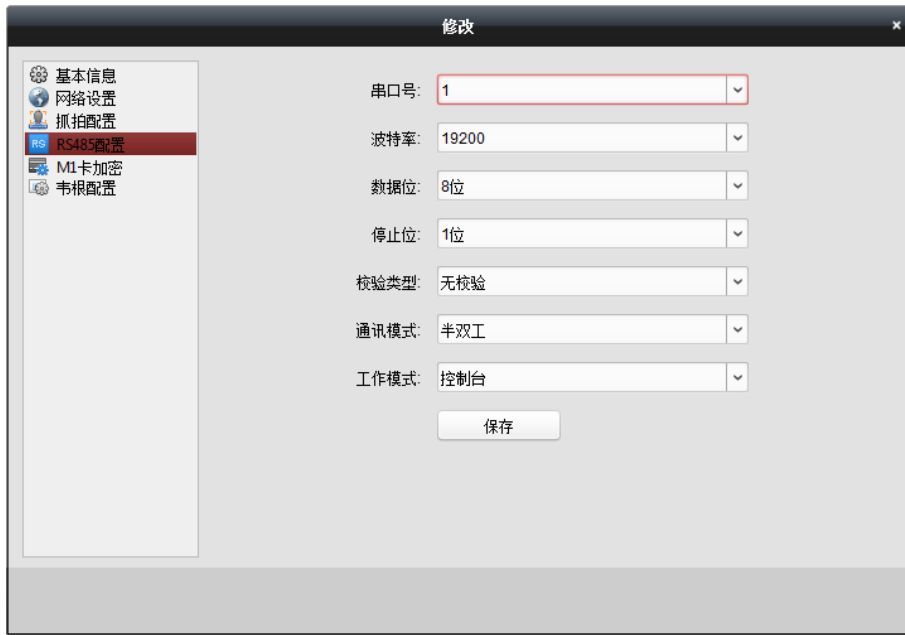 修改
基本信息
网络设置
抓拍配置
RS RS485配置
M1卡加密
韦根配置
串口号: 1
波特率: 19200
数据位: 8位
停止位: 1位
校验类型: 无校验
通讯模式: 半双工
工作模式: 控制台
保存